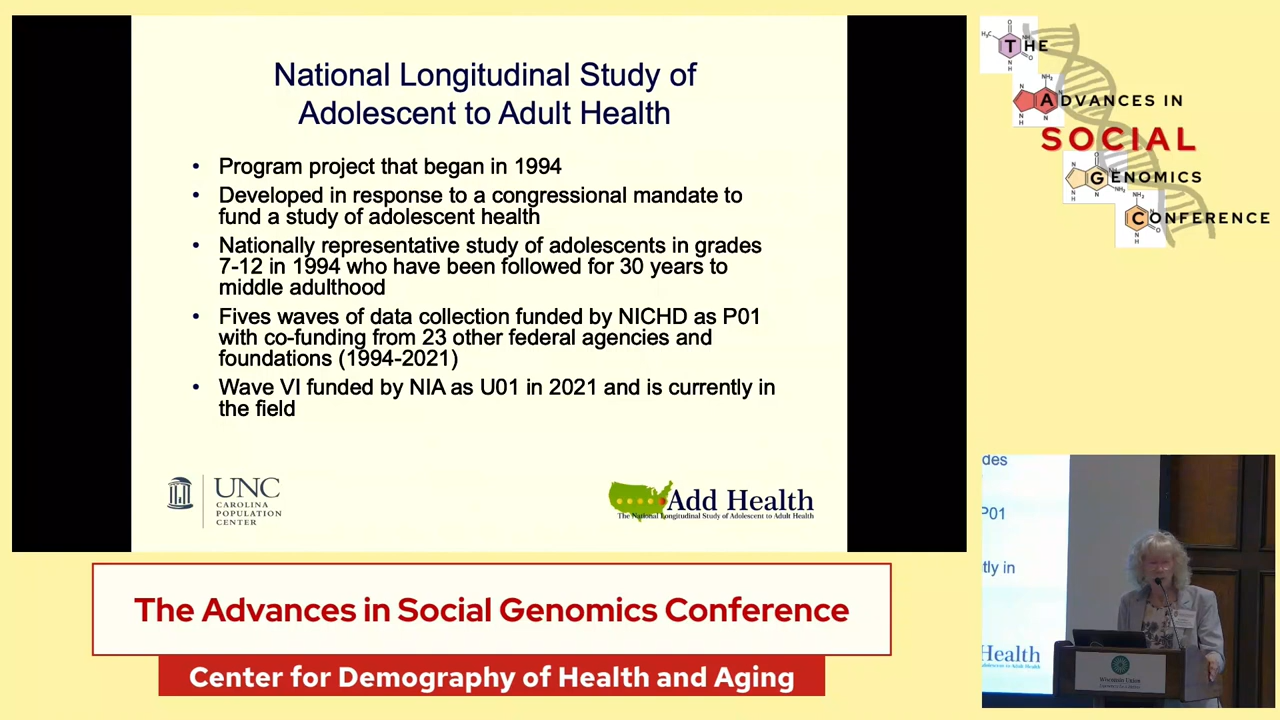 National Longitudinal Study of
Adolescent to Adult Health
• Program project that began in 1994
• Developed in response to a congressional mandate to
fund a study of adolescent health
• Nationally representative study of adolescents in grades
7-12 in 1994 who have been followed for 30 years to
middle adulthood
• Fives waves of data collection funded by NICHD as P01
with co-funding from 23 other federal agencies and
foundations (1994-2021)
• Wave VI funded by NIA as U01 in 2021 and is currently in
the field
UNC
CAROLINA
POPULATION
CENTER
Add Health
The National Longitudinal Study of Adolescent to Adult Health
The Advances in Social Genomics Conference
Center for Demography of Health and Aging
THE
ADVANCES IN
SOCIAL
GENOMICS
CONFERENCE
des
P01
tly in
Health
Wisconsin Union